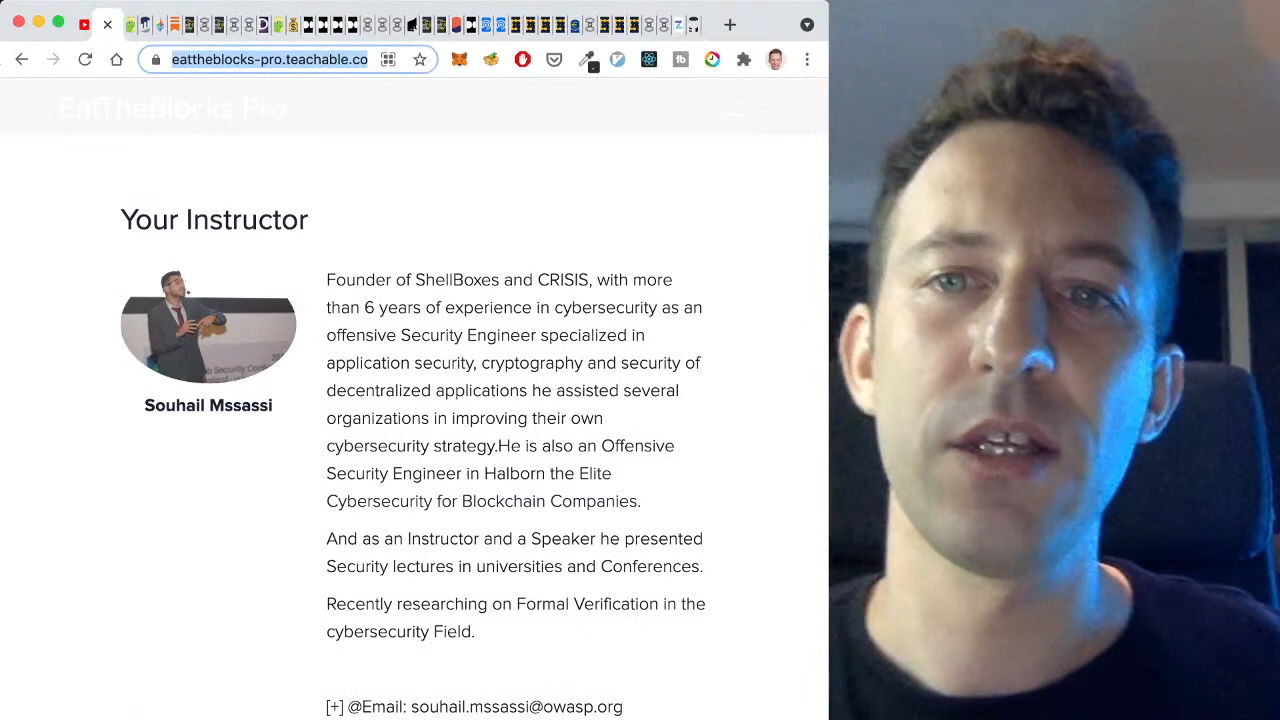 eattheblocks-pro.teachable.co
EatTheBlocks Pro
Your Instructor
Souhail Mssassi
Founder of ShellBoxes and CRISIS, with more
than 6 years of experience in cybersecurity as an
offensive Security Engineer specialized in
application security, cryptography and security of
decentralized applications he assisted several
organizations in improving their own
cybersecurity strategy.He is also an Offensive
Security Engineer in Halborn the Elite
Cybersecurity for Blockchain Companies.
And as an Instructor and a Speaker he presented
Security lectures in universities and Conferences.
Recently researching on Formal Verification in the
cybersecurity Field.
[+] @Email: souhail.mssassi@owasp.org